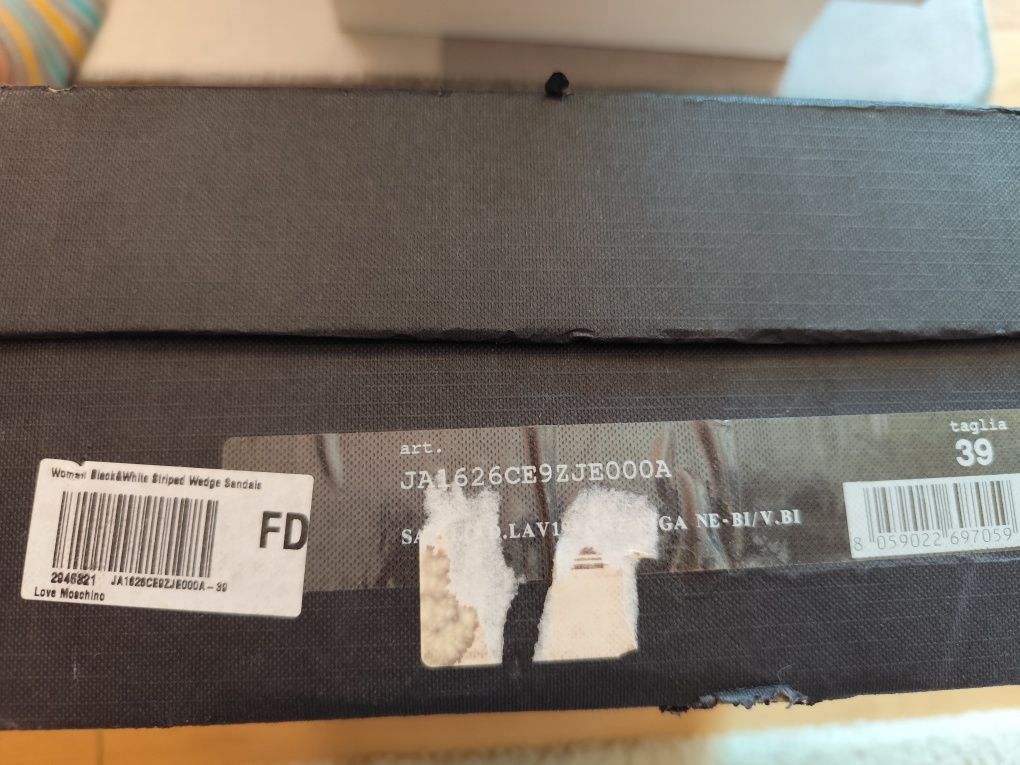 art.
JA1626CE9ZJE000A
taglia
39
GA NE-BI/V.BI
8 059022 697059
Woman Black&White Striped Wedge Sandals
FD
2946821 JA1626CE9ZJE000A-39
Love Moschino